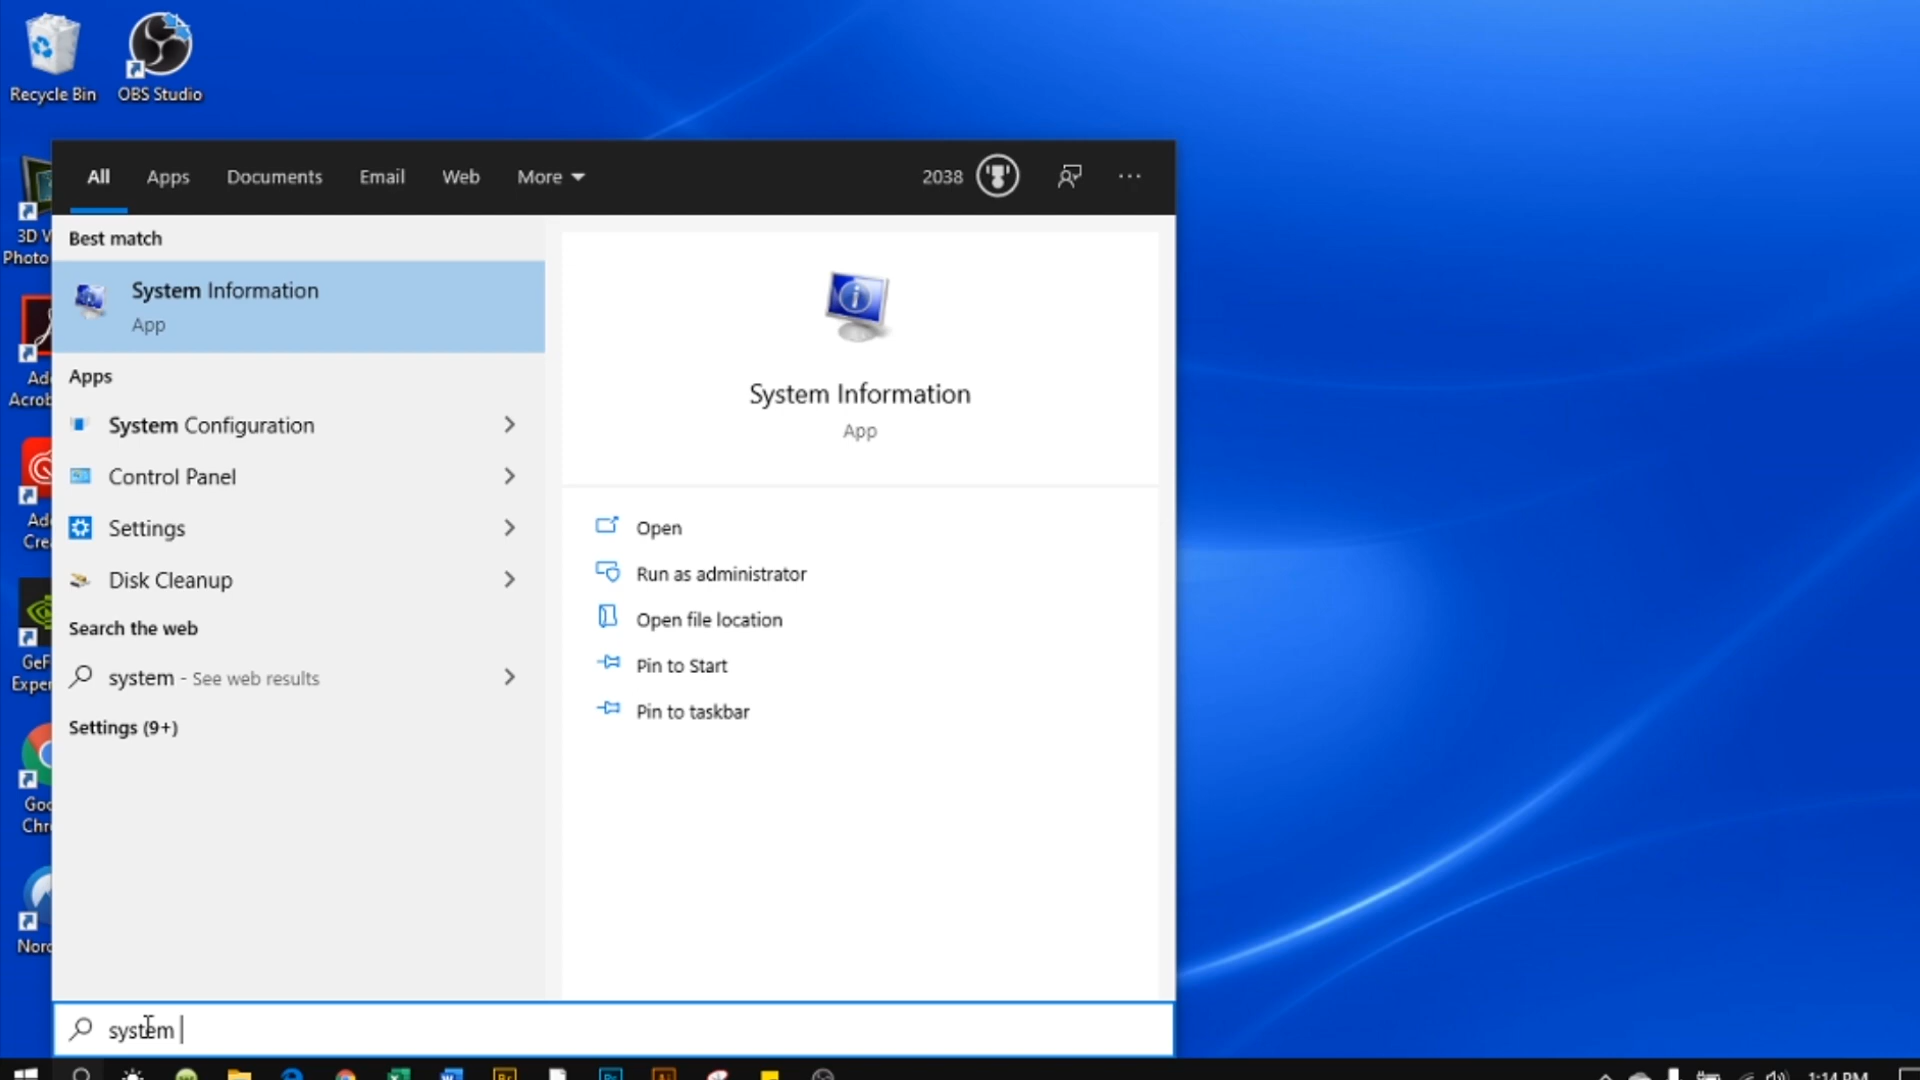 Recycle Bin
OBS Studio
All
Apps
Documents
Email
Web
More
2038
Best match
System Information
App
Apps
System Configuration
Control Panel
Settings
Disk Cleanup
Search the web
system - See web results
Settings (9+)
System Information
App
Open
Run as administrator
Open file location
Pin to Start
Pin to taskbar
3D V
Photo
Ad
Acrob
Ad
Cre
GeF
Exper
Goo
Chr
Nord
system
1:14 PM